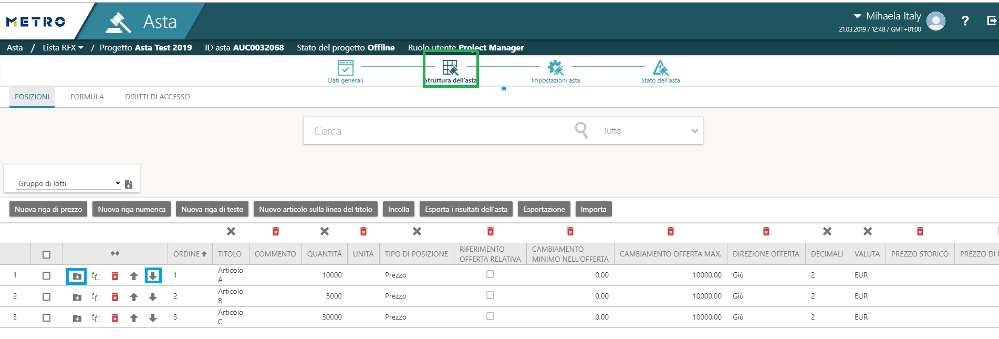 METRO
Asta
Mihaela Italy
21.03.2019 / 12:48 / GMT+01:00
?
Asta / Lista RFX / Progetto Asta Test 2019 ID asta AUC0032068 Stato del progetto Offline Ruolo utente Project Manager
Dati generali Struttura dell'asta Impostazioni asta Stato dell'asta
POSIZIONI FORMULA DIRITTI DI ACCESSO
Cerca Tutto
Gruppo di lotti
Nuova riga di prezzo Nuova riga numerica Nuova riga di testo Nuovo articolo sulla linea del titolo Incolla Esporta i risultati dell'asta Esportazione Importa
ORDINE TITOLO COMMENTO QUANTITÀ UNITÀ TIPO DI POSIZIONE RIFERIMENTO OFFERTA RELATIVA CAMBIAMENTO MINIMO NELL'OFFERTA CAMBIAMENTO OFFERTA MAX. DIREZIONE OFFERTA DECIMALI VALUTA PREZZO STORICO PREZZO DI
1 1 Articolo A 10000 Prezzo 0,00 10000,00 Giù 2 EUR
2 2 Articolo B 5000 Prezzo 0,00 10000,00 Giù 2 EUR
3 3 Articolo C 30000 Prezzo 0,00 10000,00 Giù 2 EUR